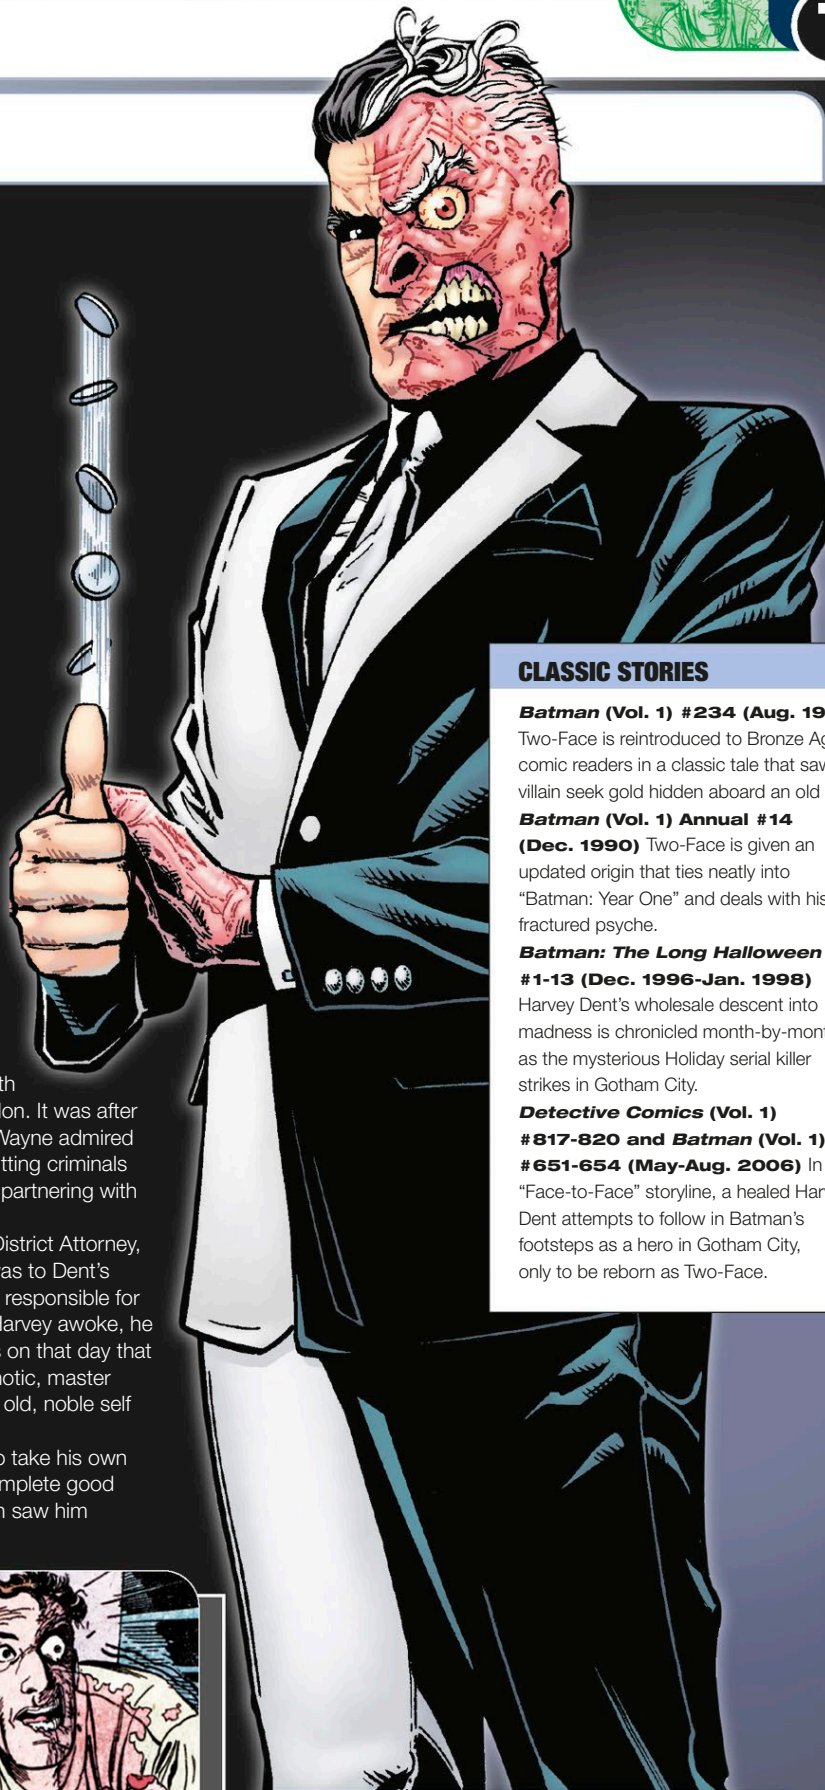 CLASSIC STORIES
Batman (Vol. 1) #234 (Aug. 19
Two-Face is reintroduced to Bronze Ag
comic readers in a classic tale that saw
villain seek gold hidden aboard an old
Batman (Vol. 1) Annual #14
(Dec. 1990) Two-Face is given an
updated origin that ties neatly into
“Batman: Year One” and deals with his
fractured psyche.
Batman: The Long Halloween
#1-13 (Dec. 1996-Jan. 1998)
Harvey Dent’s wholesale descent into
madness is chronicled month-by-mont
as the mysterious Holiday serial killer
strikes in Gotham City.
Detective Comics (Vol. 1)
#817-820 and Batman (Vol. 1)
#651-654 (May-Aug. 2006) In
“Face-to-Face” storyline, a healed Har
Dent attempts to follow in Batman’s
footsteps as a hero in Gotham City,
only to be reborn as Two-Face.
th
lon. It was after
Wayne admired
tting criminals
partnering with
District Attorney,
as to Dent’s
responsible for
Harvey awoke, he
s on that day that
notic, master
old, noble self
o take his own
mplete good
n saw him